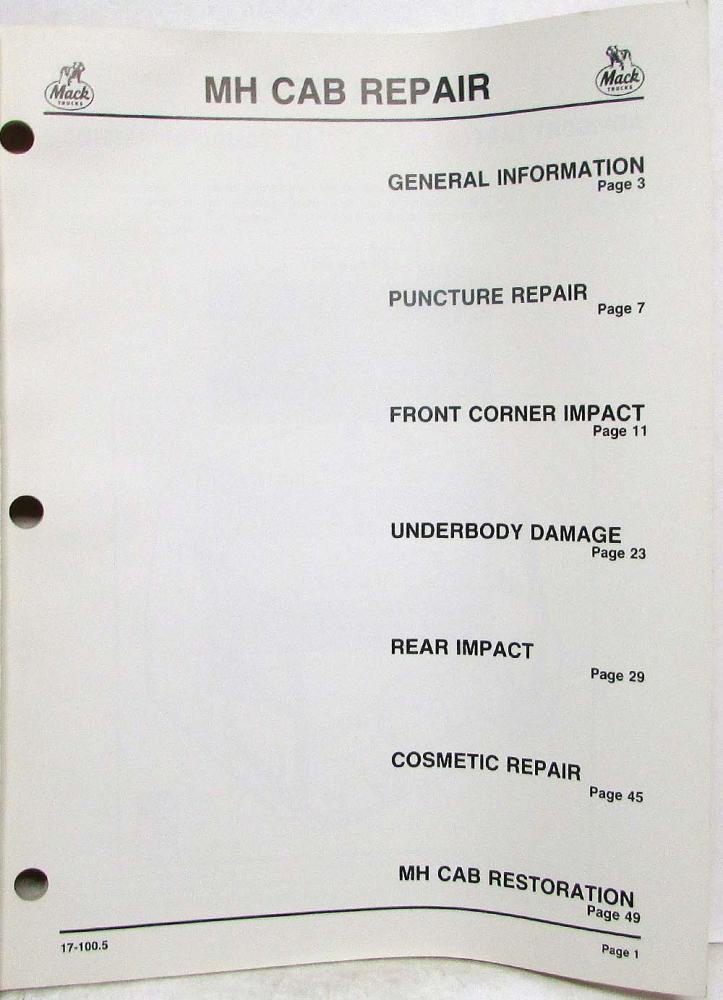 Mack
TRUCKS
MH CAB REPAIR
Mack
TRUCKS
GENERAL INFORMATION
Page 3
PUNCTURE REPAIR
Page 7
FRONT CORNER IMPACT
Page 11
UNDERBODY DAMAGE
Page 23
REAR IMPACT
Page 29
COSMETIC REPAIR
Page 45
MH CAB RESTORATION
Page 49
17-100.5
Page 1